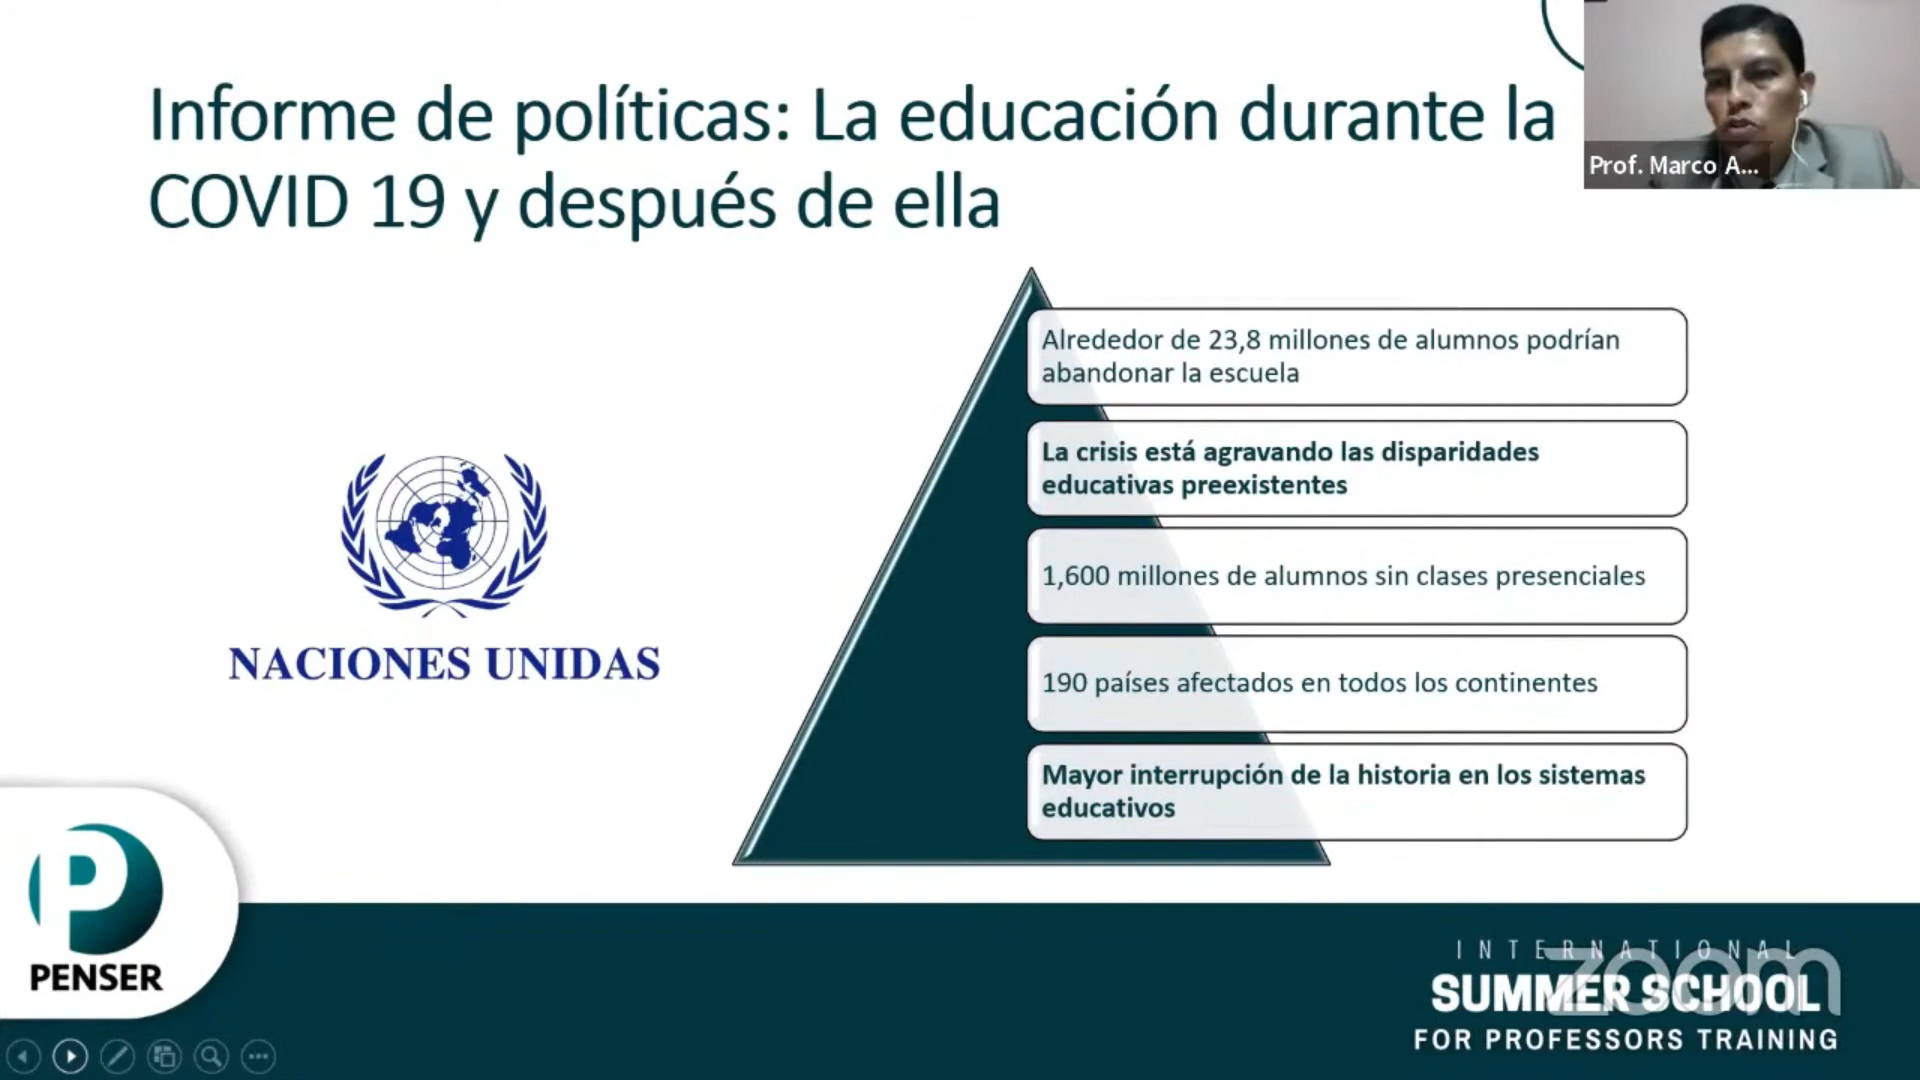 Informe de políticas: La educación durante la
COVID 19 y después de ella
Prof. Marco A...
Alrededor de 23,8 millones de alumnos podrían
abandonar la escuela
La crisis está agravando las disparidades
educativas preexistentes
1,600 millones de alumnos sin clases presenciales
190 países afectados en todos los continentes
Mayor interrupción de la historia en los sistemas
educativos
NACIONES UNIDAS
P
PENSER
INTERNATIONAL
SUMMER SCHOOL
FOR PROFESSORS TRAINING
zoom